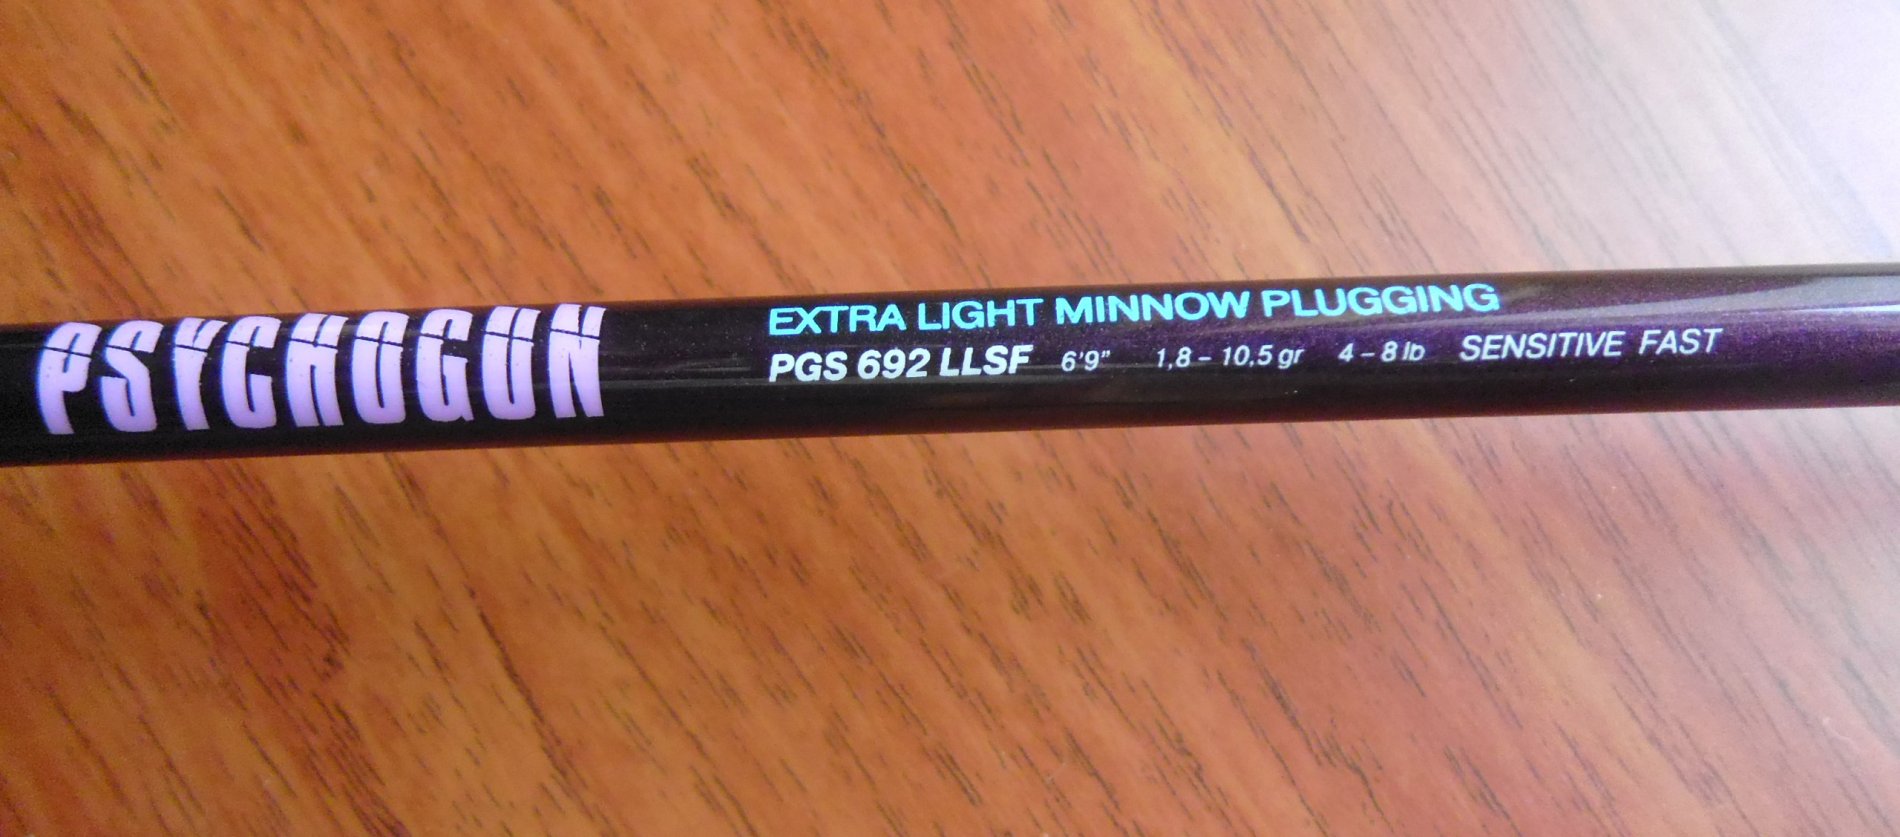 PSYCHOGUN
EXTRA LIGHT MINNOW PLUGGING
PGS 692 LLSF 6'9" 1,8 - 10,5 gr 4 - 8 lb SENSITIVE FAST